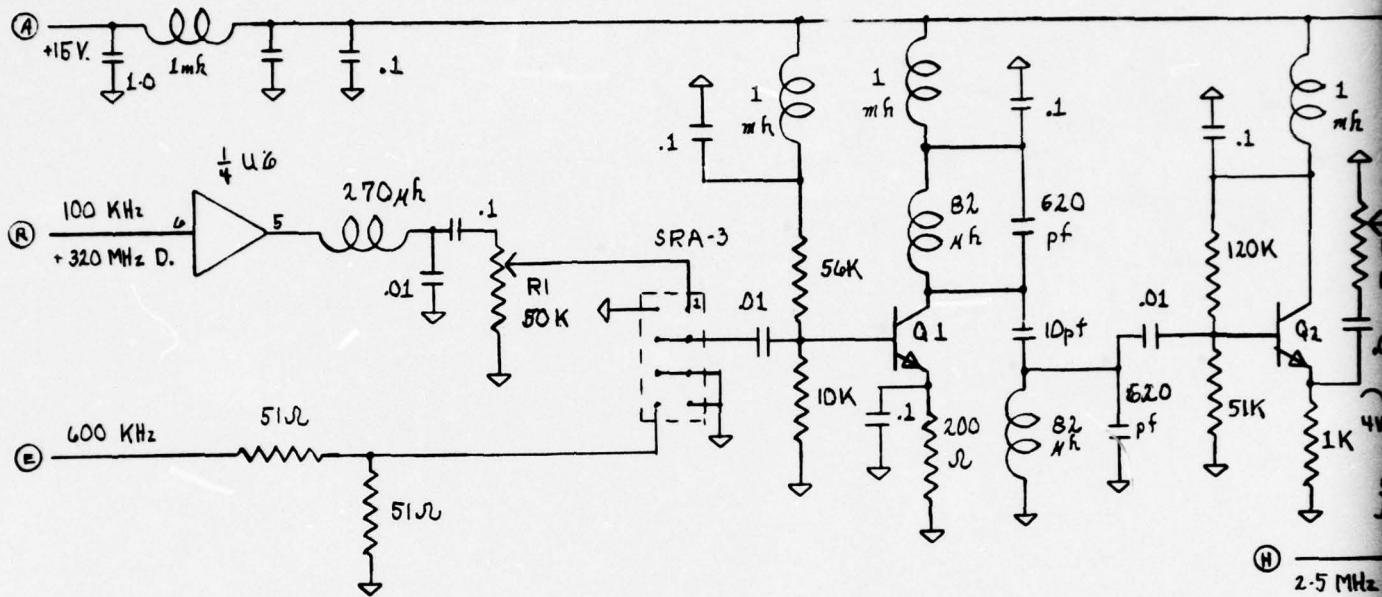 A
+15V.
1.0
1mh
.1
.1
1
mh
1
mh
.1
.1
1
mh
¼ U6
R
100 KHz
+320 MHz D.
6
5
270μh
.1
.01
R1
50K
SRA-3
1
.01
56K
10K
82
μh
620
pf
Q1
10pf
.1
200
Ω
82
μh
620
pf
.01
120K
51K
Q2
1K
E
600 KHz
51Ω
51Ω
H
2.5 MHz